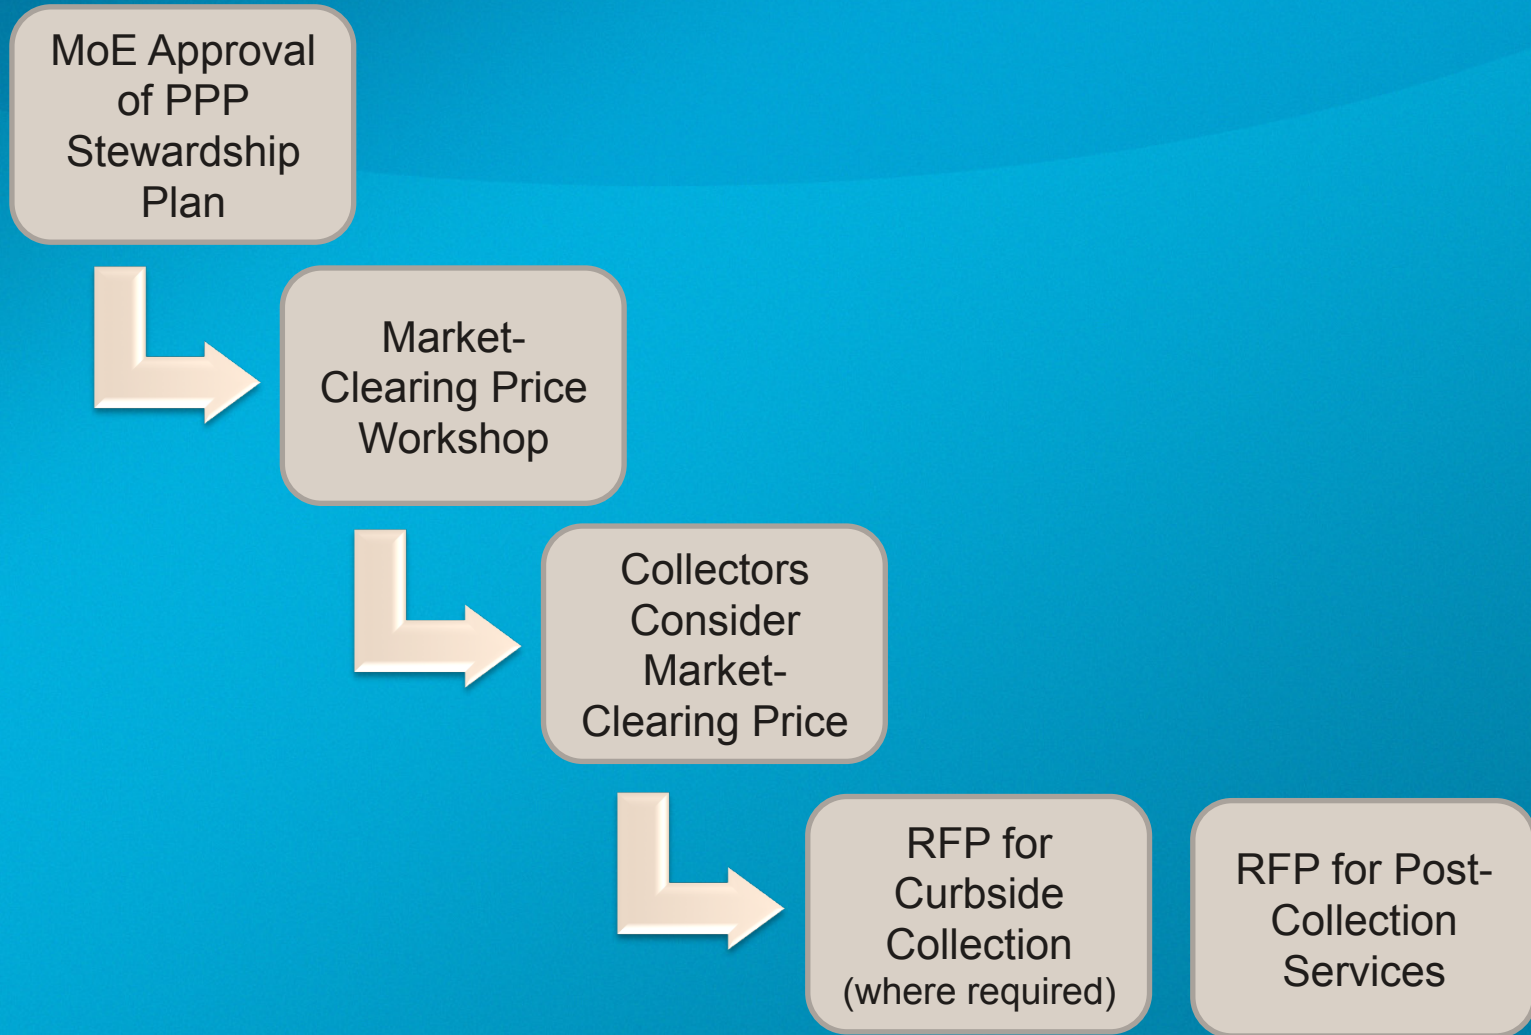 MoE Approval
of PPP
Stewardship
Plan
Market-
Clearing Price
Workshop
Collectors
Consider
Market-
Clearing Price
RFP for
Curbside
Collection
(where required)
RFP for Post-
Collection
Services